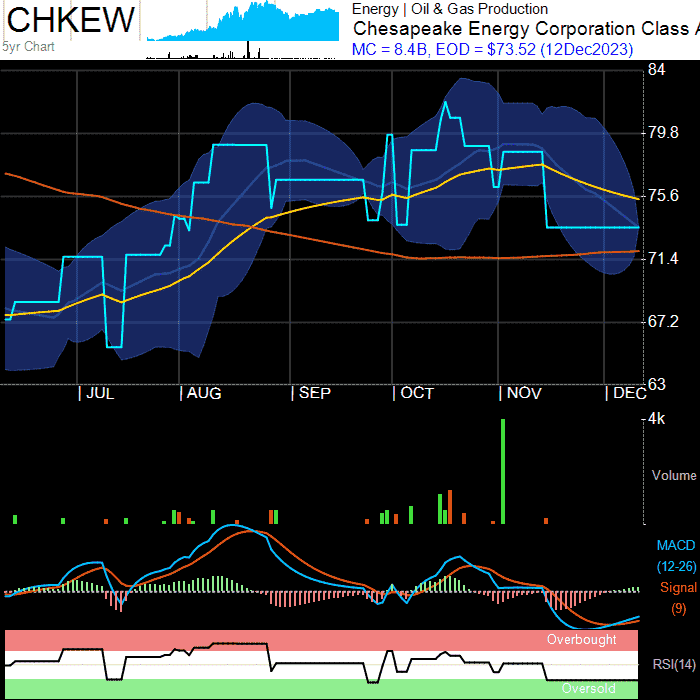 CHKEW
5yr Chart
Energy | Oil & Gas Production
Chesapeake Energy Corporation Class A
MC = 8.4B, EOD = $73.52 (12Dec2023)
84
79.8
75.6
71.4
67.2
63
| JUL | AUG | SEP | OCT | NOV | DEC
4k
Volume
MACD
(12-26)
Signal
(9)
Overbought
RSI(14)
Oversold